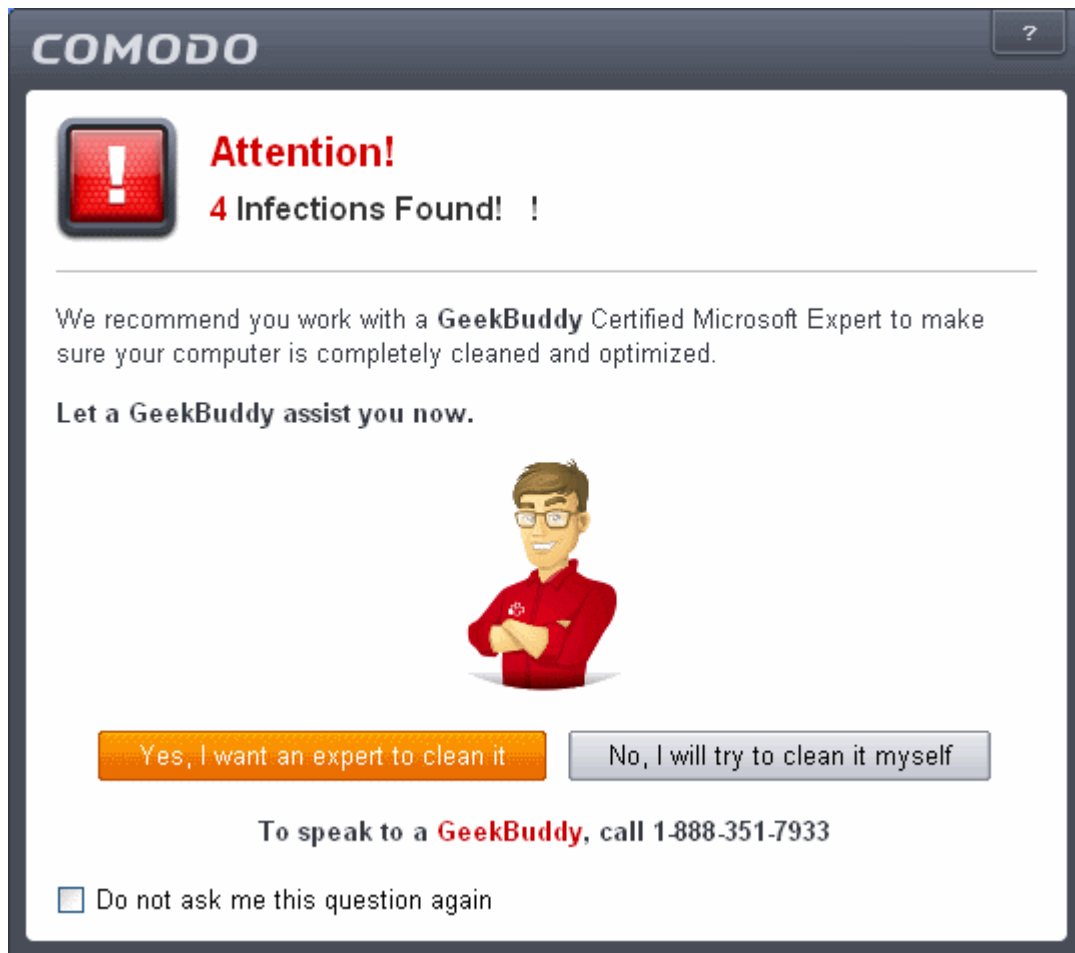 COMODO
?
Attention!
4 Infections Found! !
We recommend you work with a GeekBuddy Certified Microsoft Expert to make
sure your computer is completely cleaned and optimized.
Let a GeekBuddy assist you now.
Yes, I want an expert to clean it
No, I will try to clean it myself
To speak to a GeekBuddy, call 1-888-351-7933
Do not ask me this question again